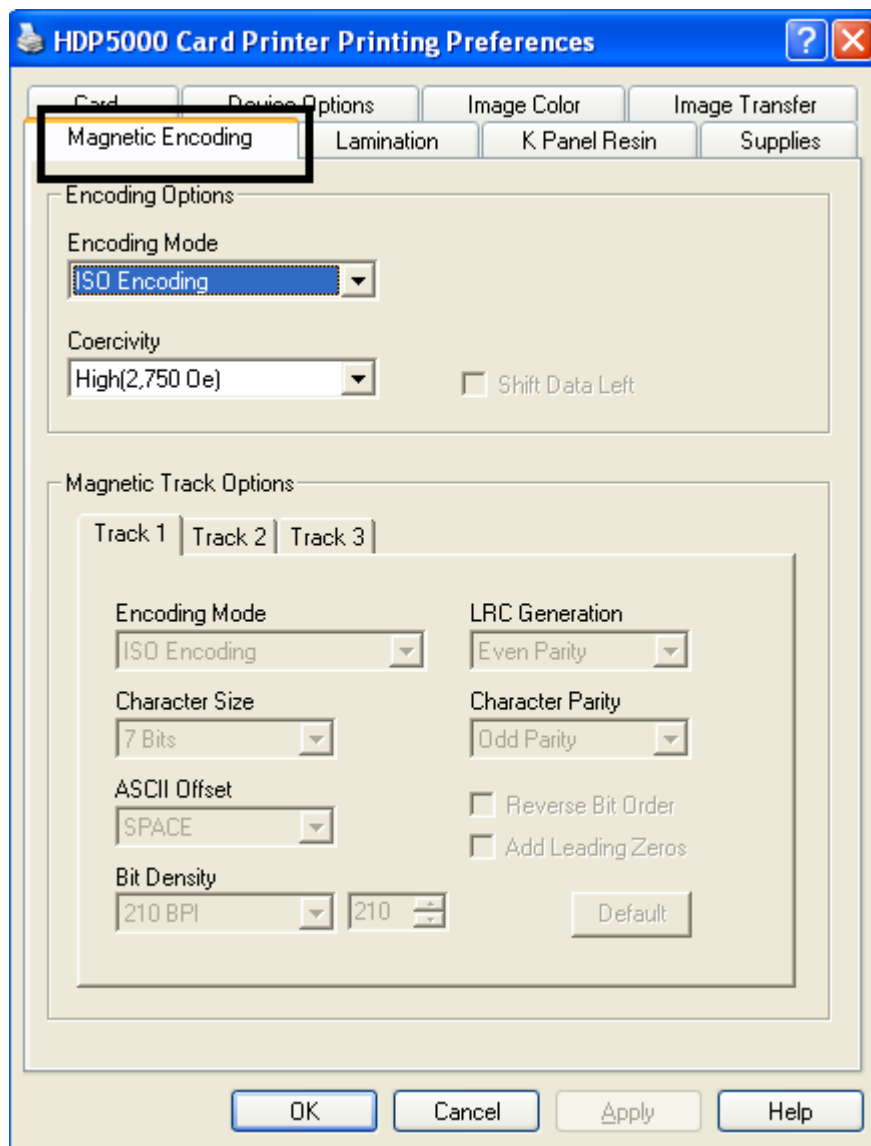 HDP5000 Card Printer Printing Preferences
Card Device Options Image Color Image Transfer
Magnetic Encoding Lamination K Panel Resin Supplies
Encoding Options
Encoding Mode
ISO Encoding
Coercivity
High(2,750 Oe)
Shift Data Left
Magnetic Track Options
Track 1 Track 2 Track 3
Encoding Mode LRC Generation
ISO Encoding Even Parity
Character Size Character Parity
7 Bits Odd Parity
ASCII Offset
SPACE
Reverse Bit Order
Add Leading Zeros
Bit Density
210 BPI 210 Default
OK Cancel Apply Help